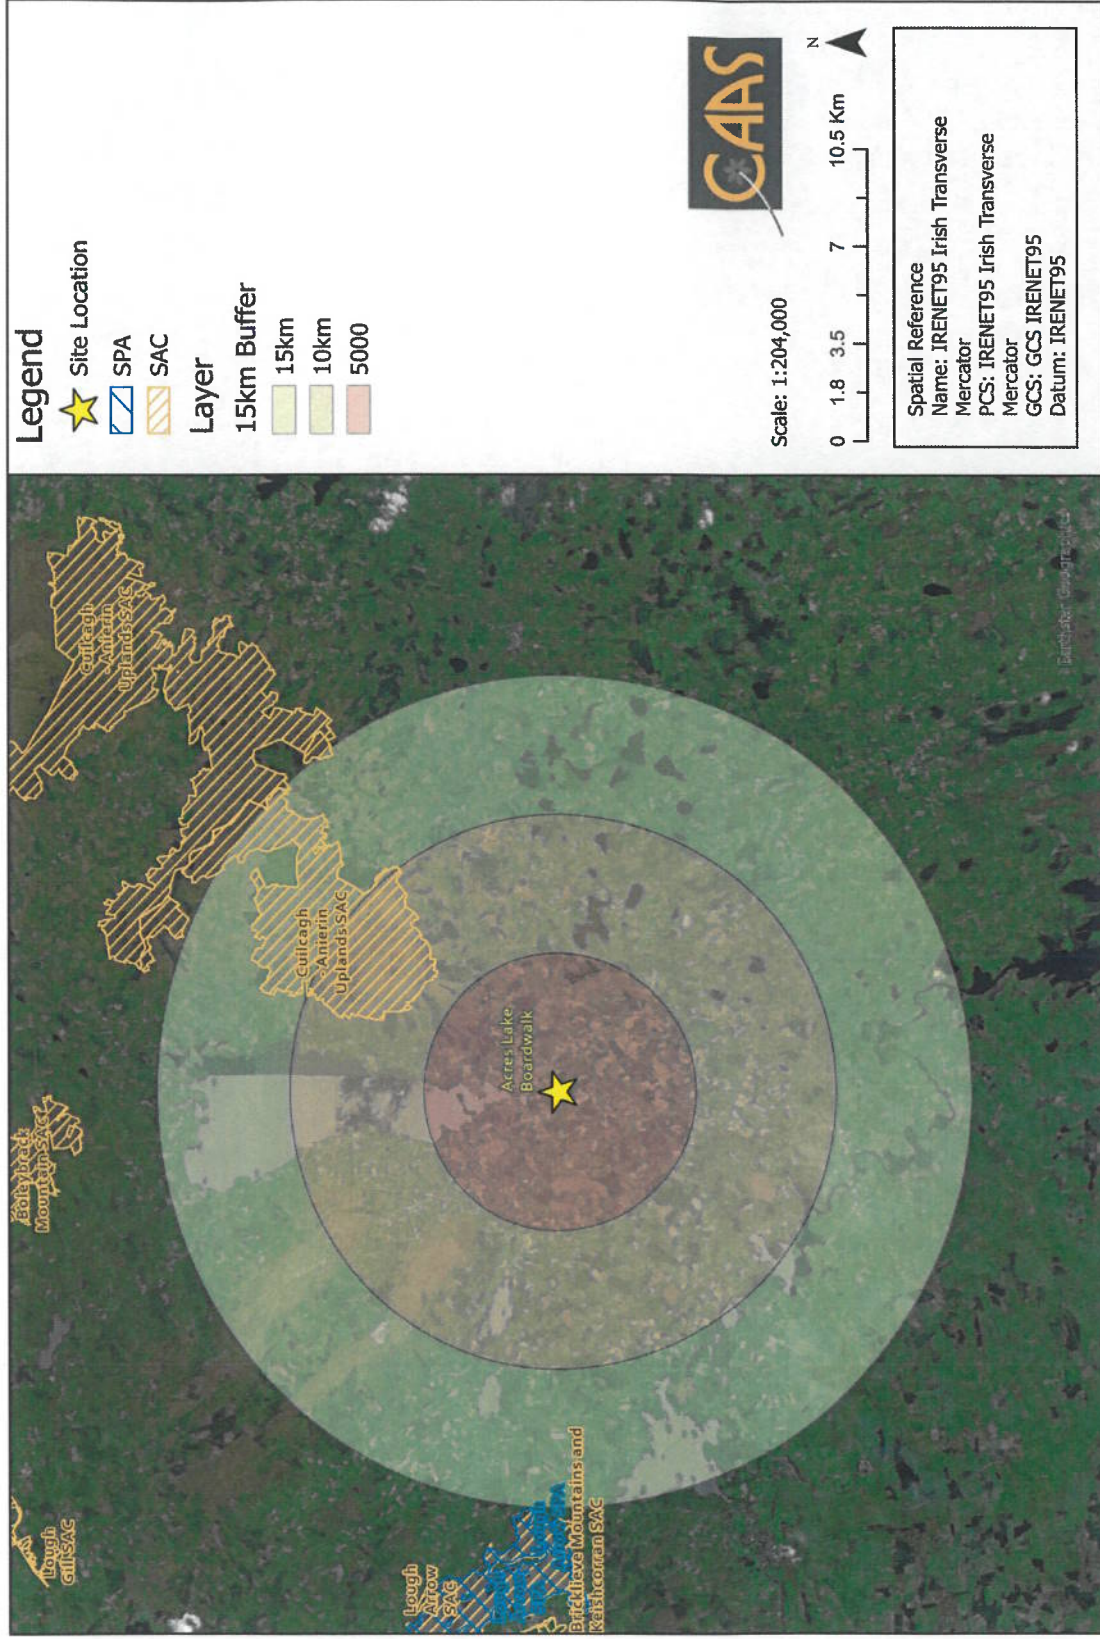 Legend
Site Location
SPA
SAC
Layer
15km Buffer
15km
10km
5000
CAAS
Scale: 1:204,000
N
0 1.8 3.5 7 10.5 Km
Spatial Reference
Name: IRENET95 Irish Transverse
Mercator
PCS: IRENET95 Irish Transverse
Mercator
GCS: GCS IRENET95
Datum: IRENET95
Lough
Gill SAC
Boleybrack
Mountain SAC
Cuilcagh
- Anierin
Uplands SAC
Cuilcagh
- Anierin
Uplands SAC
Acres Lake
Boardwalk
Lough
Arrow
SAC
Bricklieve Mountains and
Keishcorran SAC
Earthstar Geographics